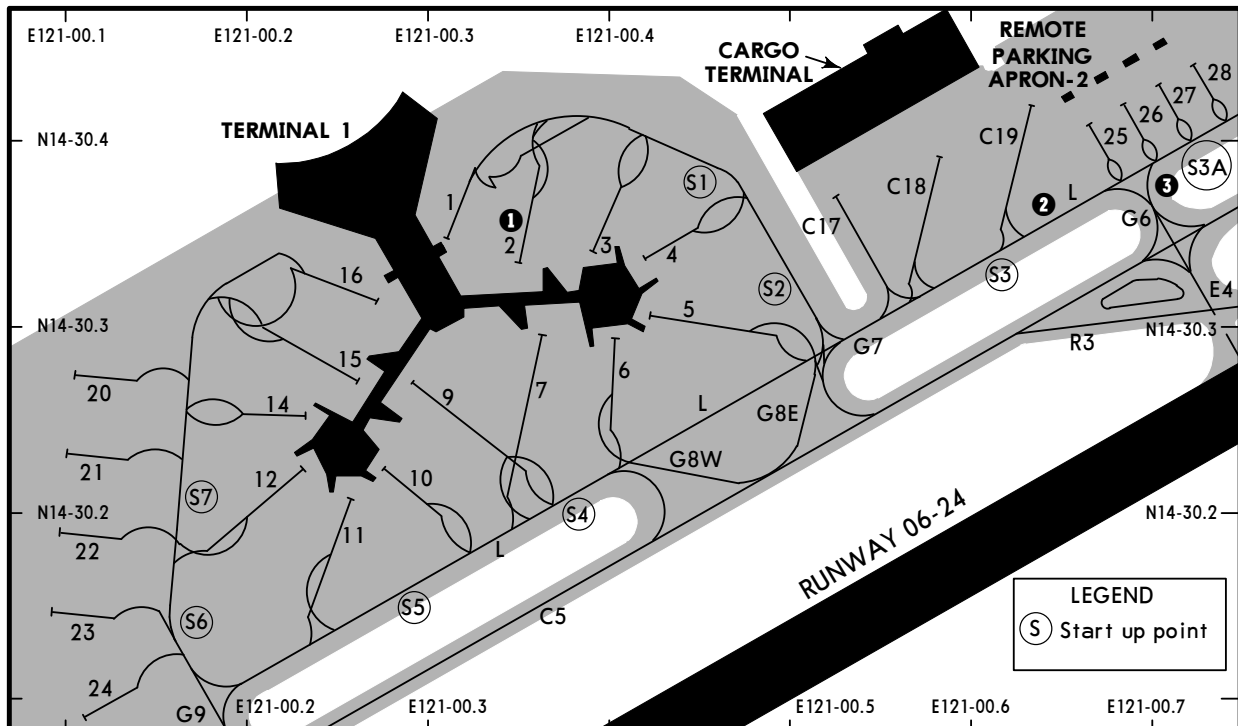 E121-00.1
E121-00.2
E121-00.3
E121-00.4
CARGO
TERMINAL
REMOTE
PARKING
APRON-2
TERMINAL 1
N14-30.4
28
27
26
25
C19
C18
C17
S3A
3
2
L
G6
S1
1
1
2
3
4
S2
S3
16
5
E4
N14-30.3
N14-30.3
R3
G7
15
20
9
7
6
L
G8E
14
21
12
10
G8W
S7
N14-30.2
22
11
S4
L
N14-30.2
RUNWAY 06-24
LEGEND
S Start up point
S5
C5
S6
23
24
G9
E121-00.2
E121-00.3
E121-00.5
E121-00.6
E121-00.7